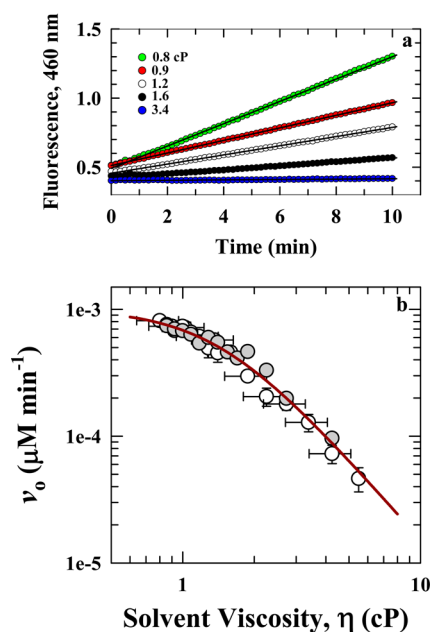 a
Fluorescence, 460 nm
1.5
1.0
0.5
0.8 cP
0.9
1.2
1.6
3.4
0 2 4 6 8 10
Time (min)
b
νo (µM min-1)
1e-3
1e-4
1e-5
1 10
Solvent Viscosity, η (cP)